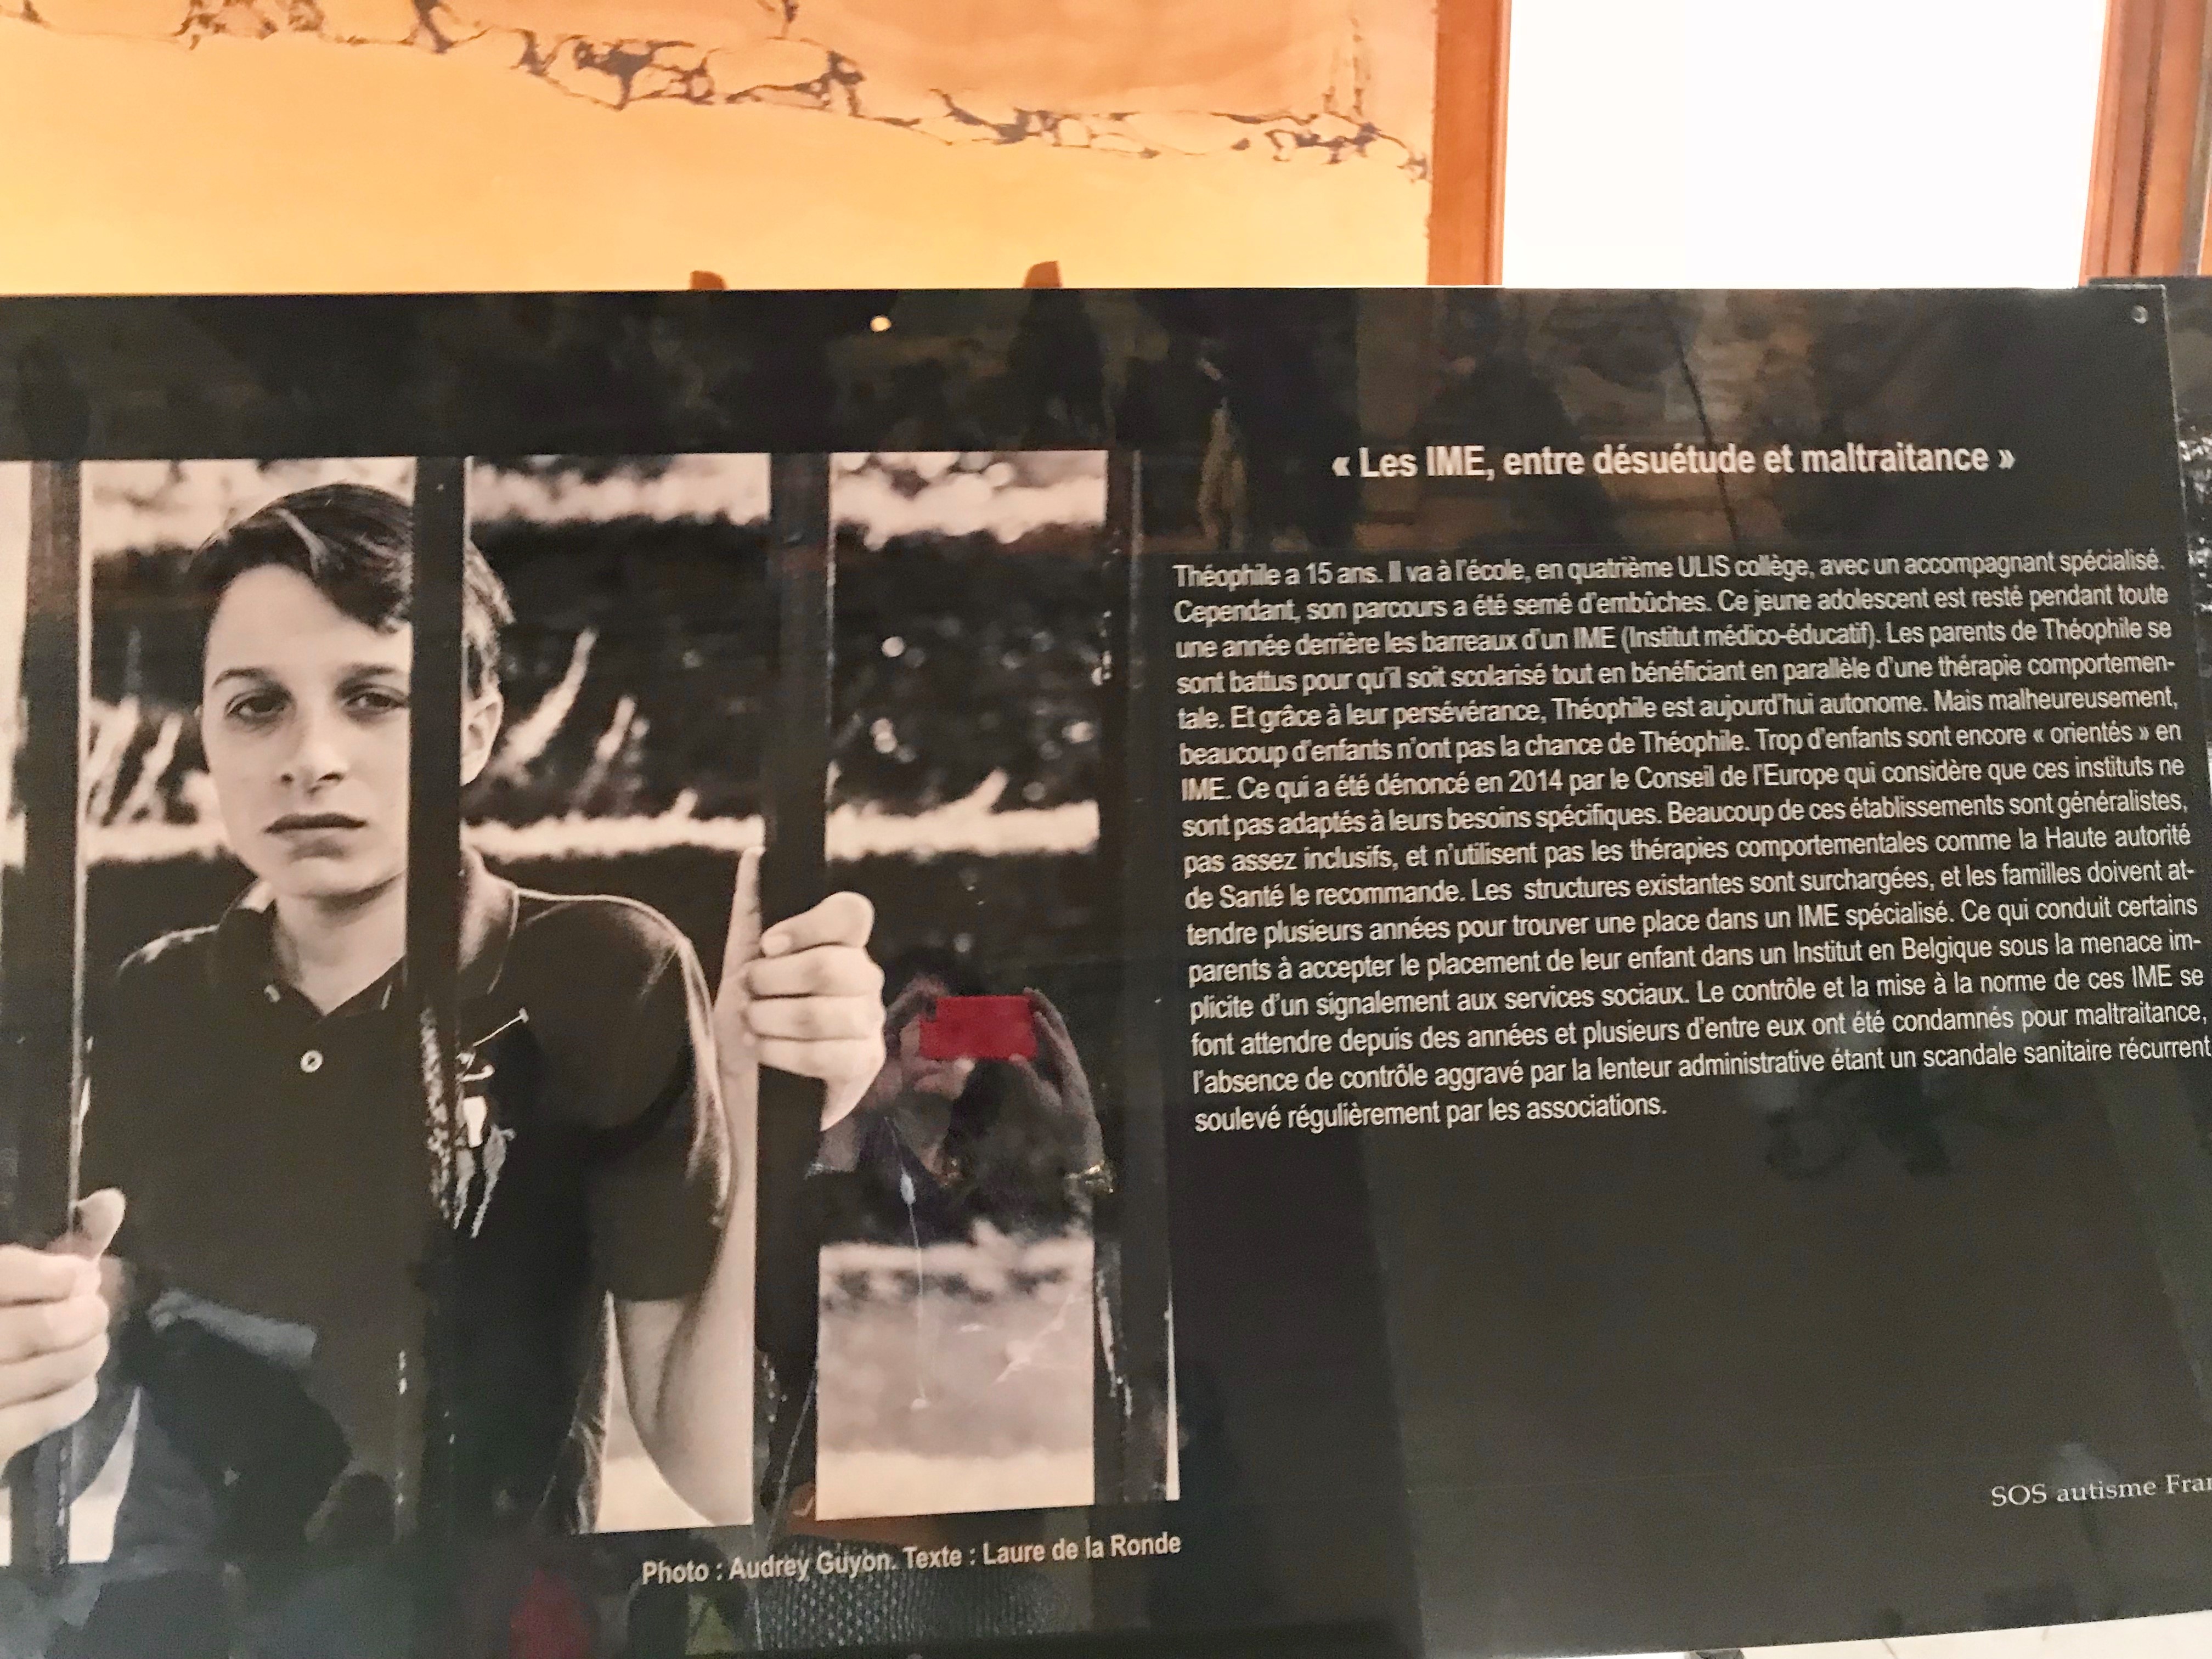 « Les IME, entre désuétude et maltraitance »
Théophile a 15 ans. Il va à l'école, en quatrième ULIS collège, avec un accompagnant spécialisé.
Cependant, son parcours a été semé d'embûches. Ce jeune adolescent est resté pendant toute
une année derrière les barreaux d'un IME (Institut médico-éducatif). Les parents de Théophile se
sont battus pour qu'il soit scolarisé tout en bénéficiant en parallèle d'une thérapie comportemen-
tale. Et grâce à leur persévérance, Théophile est aujourd'hui autonome. Mais malheureusement,
beaucoup d'enfants n'ont pas la chance de Théophile. Trop d'enfants sont encore « orientés » en
IME. Ce qui a été dénoncé en 2014 par le Conseil de l'Europe qui considère que ces instituts ne
sont pas adaptés à leurs besoins spécifiques. Beaucoup de ces établissements sont généralistes,
pas assez inclusifs, et n'utilisent pas les thérapies comportementales comme la Haute autorité
de Santé le recommande. Les structures existantes sont surchargées, et les familles doivent at-
tendre plusieurs années pour trouver une place dans un IME spécialisé. Ce qui conduit certains
parents à accepter le placement de leur enfant dans un Institut en Belgique sous la menace im-
plicite d'un signalement aux services sociaux. Le contrôle et la mise à la norme de ces IME se
font attendre depuis des années et plusieurs d'entre eux ont été condamnés pour maltraitance,
l'absence de contrôle aggravé par la lenteur administrative étant un scandale sanitaire récurrent
soulevé régulièrement par les associations.
SOS autisme Fran
Photo : Audrey Guyon. Texte : Laure de la Ronde